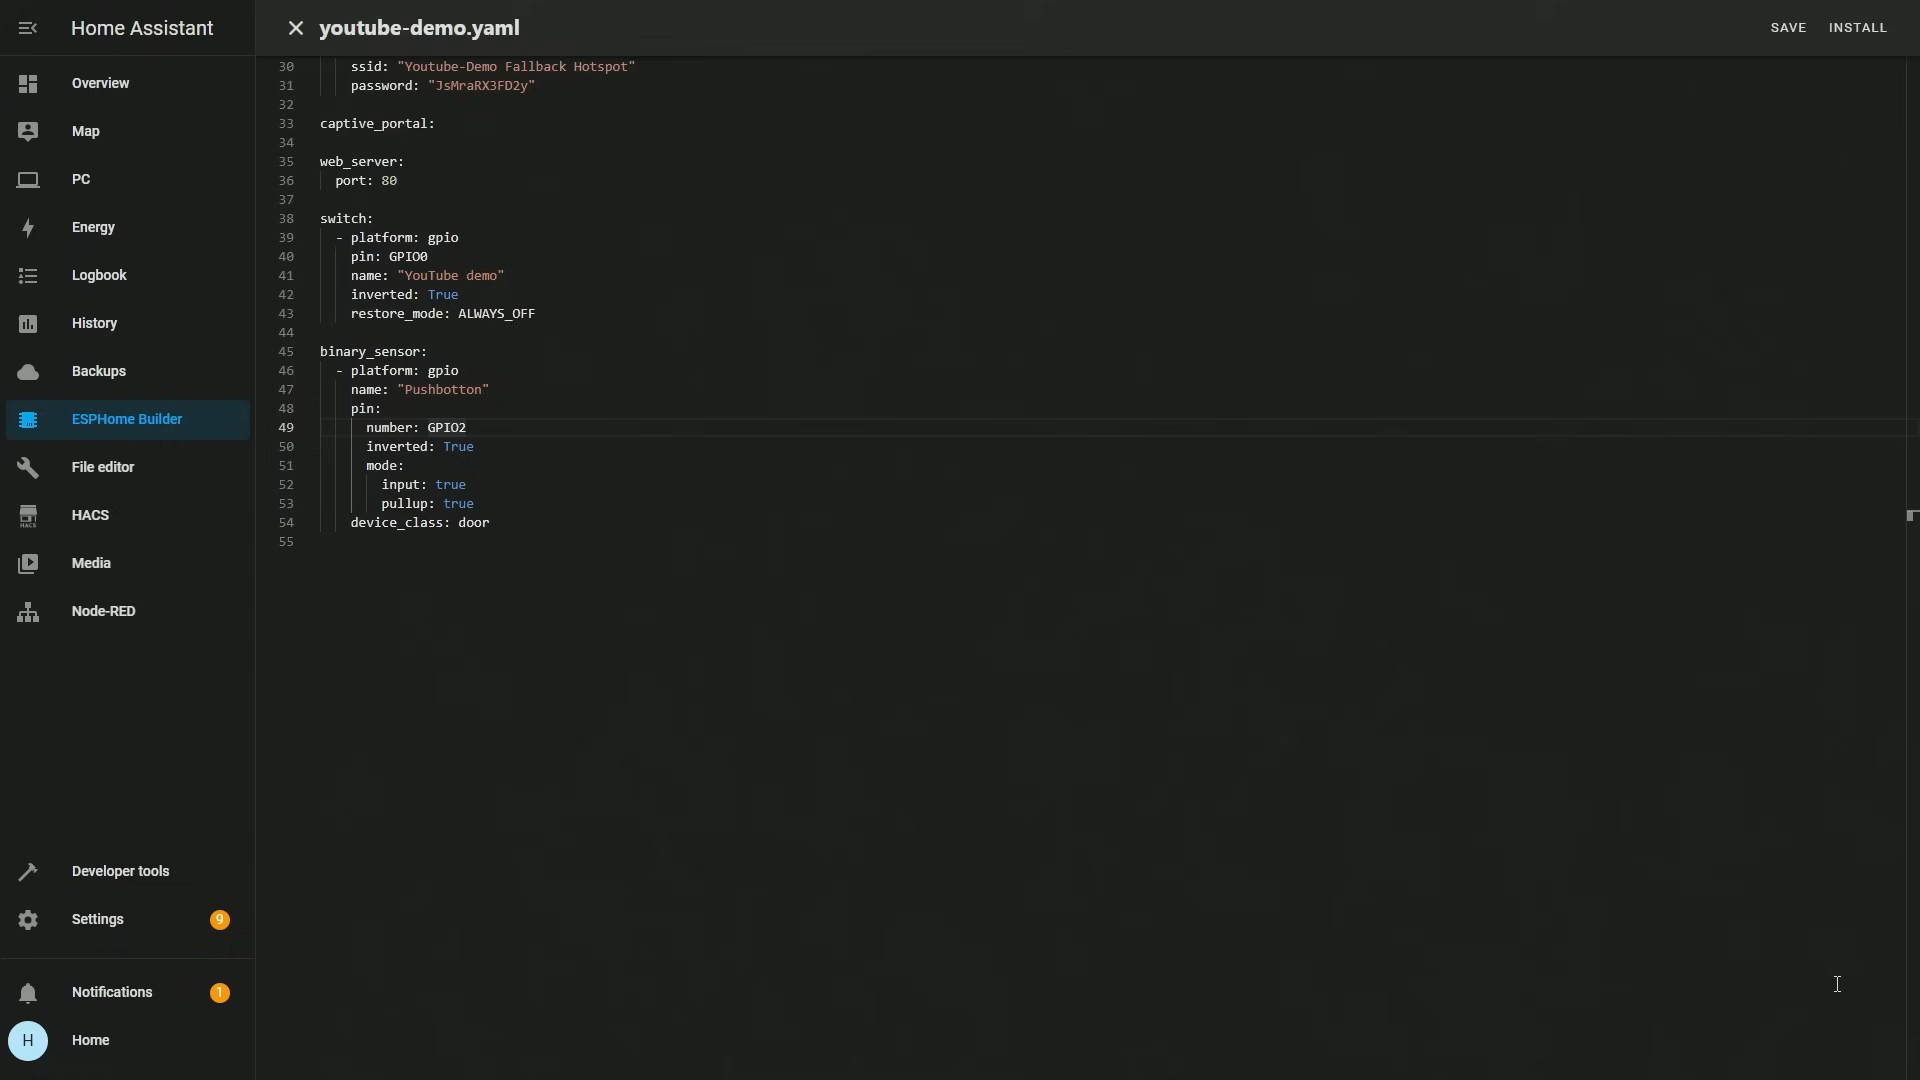 Home Assistant
Overview
Map
PC
Energy
Logbook
History
Backups
ESPHome Builder
File editor
HACS
HACS
Media
Node-RED
Developer tools
Settings
9
Notifications
1
H
Home
youtube-demo.yaml
SAVE
INSTALL
30 ssid: "Youtube-Demo Fallback Hotspot"
31 password: "JsMraRX3FD2y"
32
33 captive_portal:
34
35 web_server:
36 port: 80
37
38 switch:
39 - platform: gpio
40 pin: GPIO0
41 name: "YouTube demo"
42 inverted: True
43 restore_mode: ALWAYS_OFF
44
45 binary_sensor:
46 - platform: gpio
47 name: "Pushbotton"
48 pin:
49 number: GPIO2
50 inverted: True
51 mode:
52 input: true
53 pullup: true
54 device_class: door
55